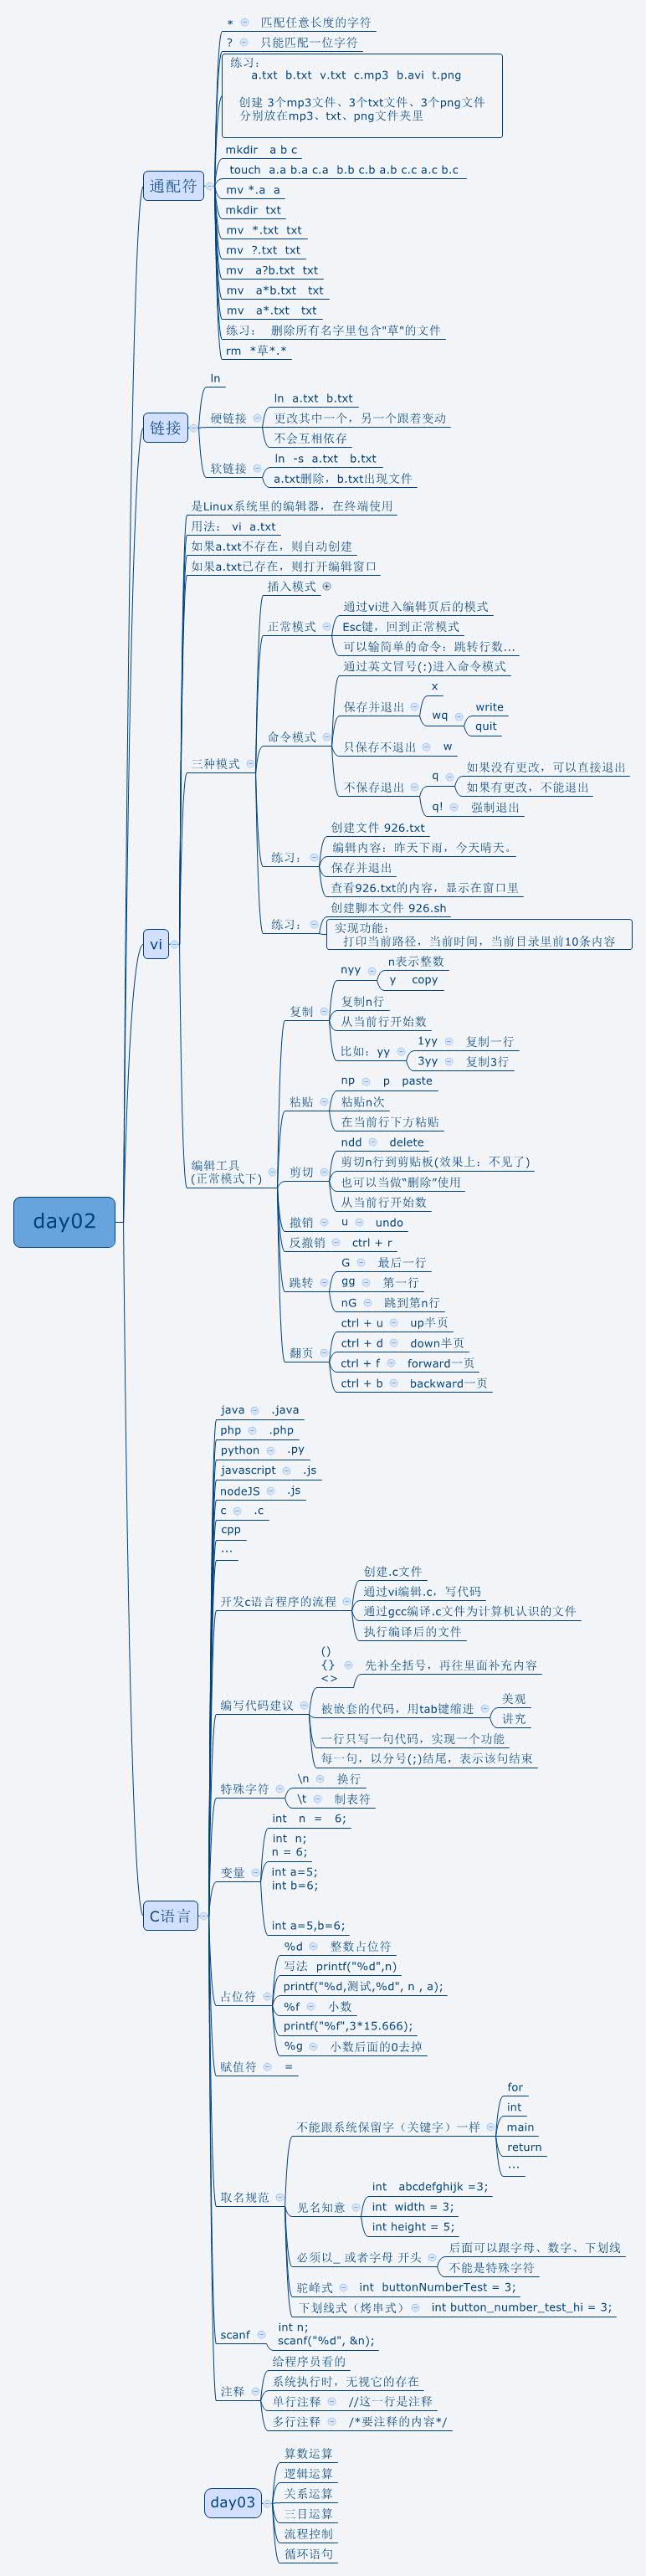 day02
通配符
* 匹配任意长度的字符
? 只能匹配一位字符
练习：
a.txt b.txt v.txt c.mp3 b.avi t.png
创建 3个mp3文件、3个txt文件、3个png文件
分别放在mp3、txt、png文件夹里
mkdir a b c
touch a.a b.a c.a b.b c.b a.b c.c a.c b.c
mv *.a a
mkdir txt
mv *.txt txt
mv ?.txt txt
mv a?b.txt txt
mv a*b.txt txt
mv a*.txt txt
练习： 删除所有名字里包含"草"的文件
rm *草*.*
链接
ln
硬链接
ln a.txt b.txt
更改其中一个，另一个跟着变动
不会互相依存
软链接
ln -s a.txt b.txt
a.txt删除，b.txt出现文件
vi
是Linux系统里的编辑器，在终端使用
用法： vi a.txt
如果a.txt不存在，则自动创建
如果a.txt已存在，则打开编辑窗口
三种模式
插入模式
正常模式
通过vi进入编辑页后的模式
Esc键，回到正常模式
可以输简单的命令：跳转行数...
命令模式
通过英文冒号(:)进入命令模式
保存并退出
x
wq
write
quit
只保存不退出 w
不保存退出
q
如果没有更改，可以直接退出
如果有更改，不能退出
q! 强制退出
练习：
创建文件 926.txt
编辑内容：昨天下雨，今天晴天。
保存并退出
查看926.txt的内容，显示在窗口里
练习：
创建脚本文件 926.sh
实现功能：
打印当前路径，当前时间，当前目录里前10条内容
编辑工具
(正常模式下)
复制
nyy
n表示整数
y copy
复制n行
从当前行开始数
比如：yy
1yy 复制一行
3yy 复制3行
粘贴
np p paste
粘贴n次
在当前行下方粘贴
剪切
ndd delete
剪切n行到剪贴板(效果上：不见了)
也可以当做“删除”使用
从当前行开始数
撤销 u undo
反撤销 ctrl + r
跳转
G 最后一行
gg 第一行
nG 跳到第n行
翻页
ctrl + u up半页
ctrl + d down半页
ctrl + f forward一页
ctrl + b backward一页
C语言
java .java
php .php
python .py
javascript .js
nodeJS .js
c .c
cpp
...
开发c语言程序的流程
创建.c文件
通过vi编辑.c，写代码
通过gcc编译.c文件为计算机认识的文件
执行编译后的文件
编写代码建议
()
{} 先补全括号，再往里面补充内容
<>
被嵌套的代码，用tab键缩进
美观
讲究
一行只写一句代码，实现一个功能
每一句，以分号(;)结尾，表示该句结束
特殊字符
\n 换行
\t 制表符
变量
int n = 6;
int n;
n = 6;
int a=5;
int b=6;
int a=5,b=6;
占位符
%d 整数占位符
写法 printf("%d",n)
printf("%d,测试,%d", n , a);
%f 小数
printf("%f",3*15.666);
%g 小数后面的0去掉
赋值符 =
取名规范
不能跟系统保留字（关键字）一样
for
int
main
return
...
见名知意
int abcdefghijk =3;
int width = 3;
int height = 5;
必须以_ 或者字母 开头
后面可以跟字母、数字、下划线
不能是特殊字符
驼峰式 int buttonNumberTest = 3;
下划线式（烤串式） int button_number_test_hi = 3;
scanf
int n;
scanf("%d", &n);
注释
给程序员看的
系统执行时，无视它的存在
单行注释 //这一行是注释
多行注释 /*要注释的内容*/
day03
算数运算
逻辑运算
关系运算
三目运算
流程控制
循环语句